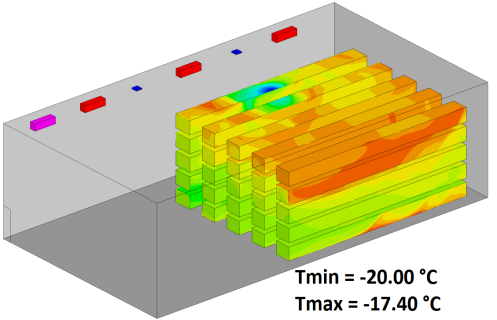 Tmin = -20.00 °C
Tmax = -17.40 °C